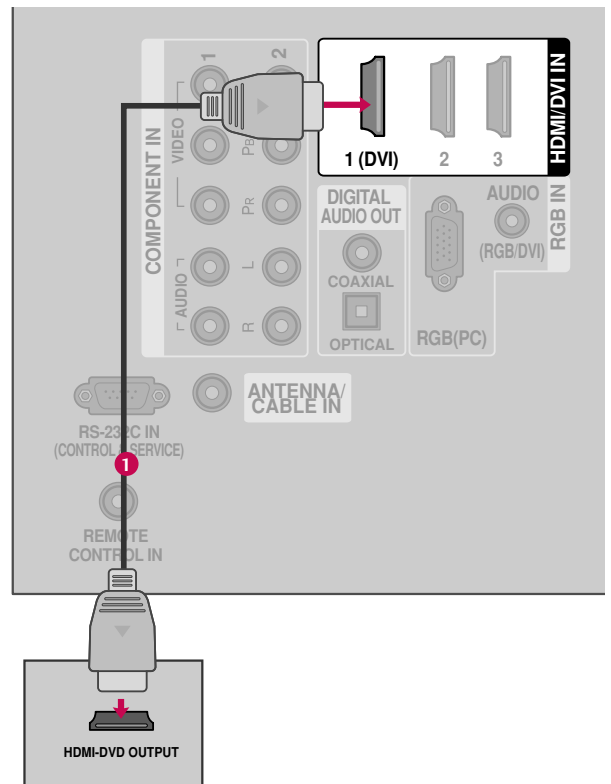 1
2
HDMI/DVI IN
VIDEO
COMPONENT IN
PB
1 (DVI)
2
3
PR
DIGITAL
AUDIO OUT
AUDIO
(RGB/DVI)
RGB IN
AUDIO
L
COAXIAL
R
OPTICAL
RGB(PC)
ANTENNA/
CABLE IN
RS-232C IN
(CONTROL & SERVICE)
1
REMOTE
CONTROL IN
HDMI-DVD OUTPUT